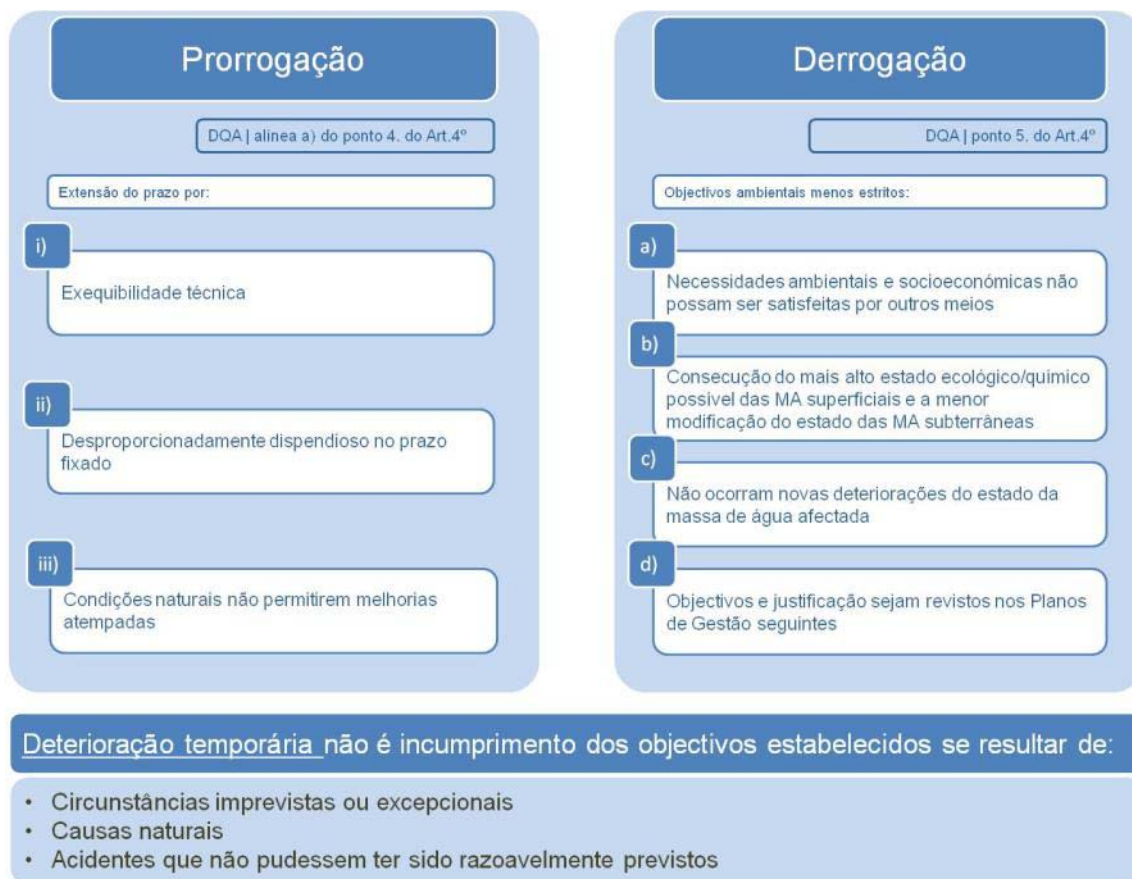 Prorrogação
DQA | alinea a) do ponto 4. do Art.4º
Extensão do prazo por:
i)
Exequibilidade técnica
ii)
Desproporcionadamente dispendioso no prazo
fixado
iii)
Condições naturais não permitirem melhorias
atempadas
Derrogação
DQA | ponto 5. do Art.4º
Objectivos ambientais menos estritos:
a)
Necessidades ambientais e socioeconómicas não
possam ser satisfeitas por outros meios
b)
Consecução do mais alto estado ecológico/químico
possível das MA superficiais e a menor
modificação do estado das MA subterrâneas
c)
Não ocorram novas deteriorações do estado da
massa de água afectada
d)
Objectivos e justificação sejam revistos nos Planos
de Gestão seguintes
Deterioração temporária não é incumprimento dos objectivos estabelecidos se resultar de:
• Circunstâncias imprevistas ou excepcionais
• Causas naturais
• Acidentes que não pudessem ter sido razoavelmente previstos